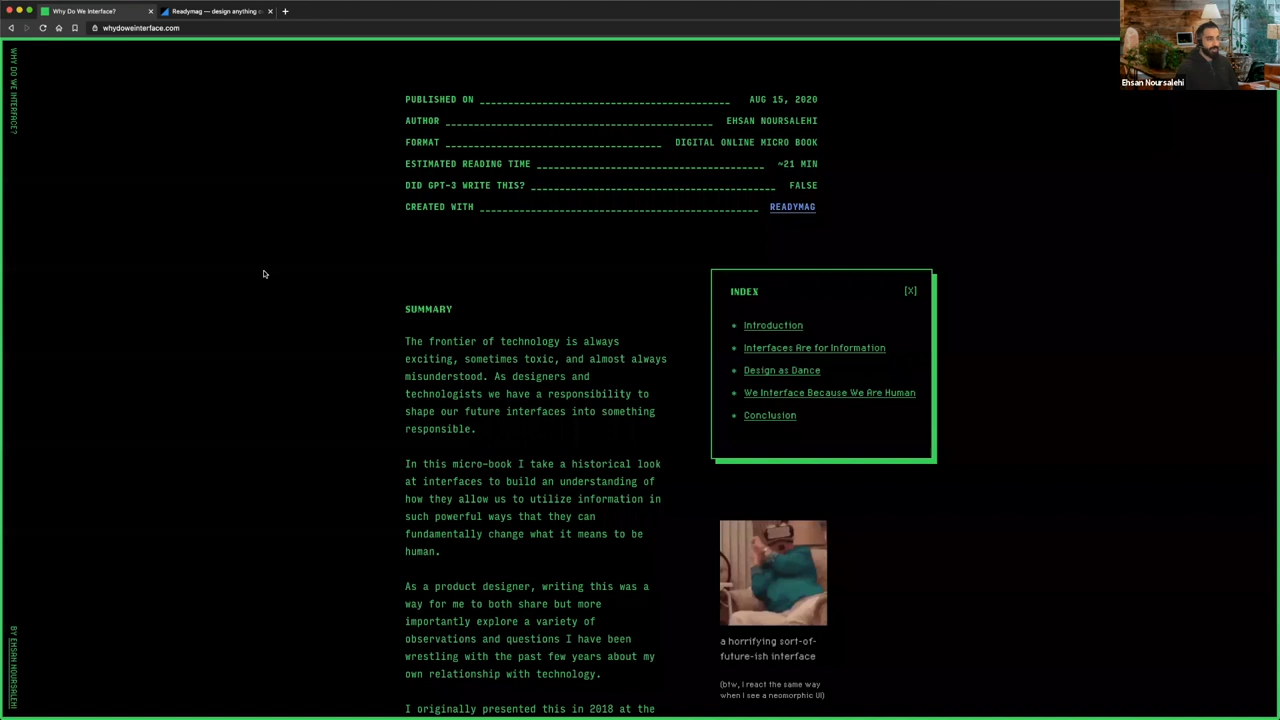 Why Do We Interface?
Readymag — design anything o
whydoweinterface.com
Ehsan Noursalehi
WHY DO WE INTERFACE?
PUBLISHED ON AUG 15, 2020
AUTHOR EHSAN NOURSALEHI
FORMAT DIGITAL ONLINE MICRO BOOK
ESTIMATED READING TIME ~21 MIN
DID GPT-3 WRITE THIS? FALSE
CREATED WITH READYMAG
INDEX [X]
* Introduction
* Interfaces Are for Information
* Design as Dance
* We Interface Because We Are Human
* Conclusion
SUMMARY
The frontier of technology is always
exciting, sometimes toxic, and almost always
misunderstood. As designers and
technologists we have a responsibility to
shape our future interfaces into something
responsible.
In this micro-book I take a historical look
at interfaces to build an understanding of
how they allow us to utilize information in
such powerful ways that they can
fundamentally change what it means to be
human.
As a product designer, writing this was a
way for me to both share but more
importantly explore a variety of
observations and questions I have been
wrestling with the past few years about my
own relationship with technology.
I originally presented this in 2018 at the
a horrifying sort-of-
future-ish interface
(btw, I react the same way
when I see a neomorphic UI)
BY EHSAN NOURSALEHI